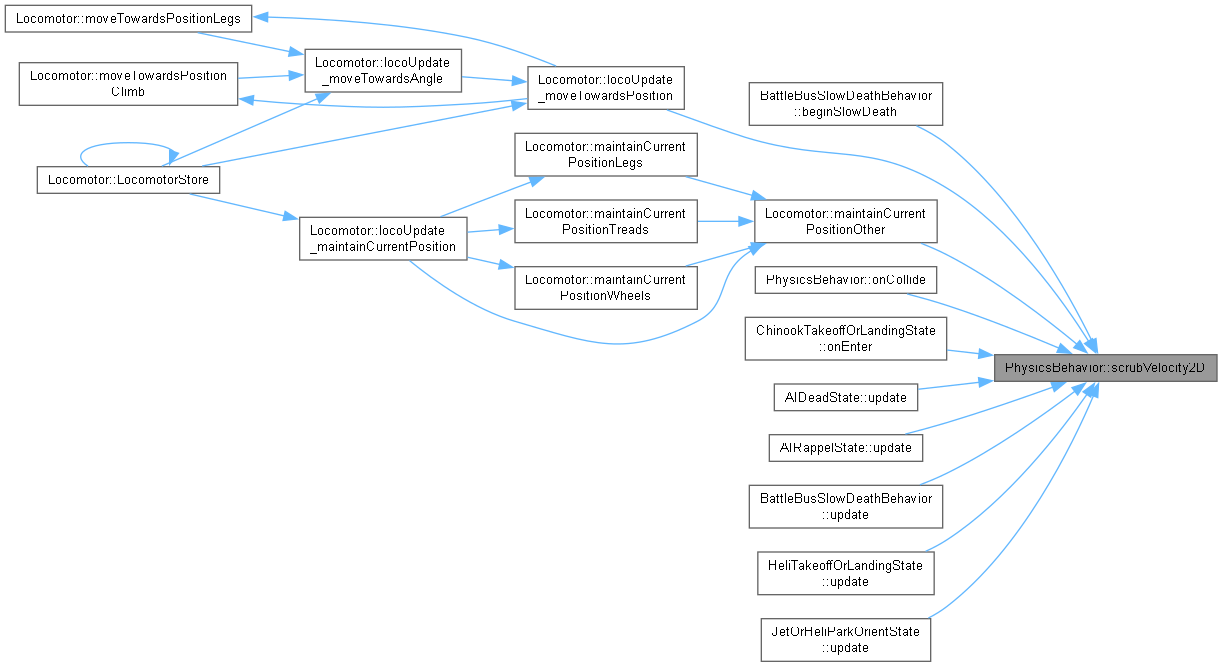 Locomotor::moveTowardsPositionLegs
Locomotor::moveTowardsPosition
Climb
Locomotor::LocomotorStore
Locomotor::locoUpdate
_moveTowardsAngle
Locomotor::locoUpdate
_maintainCurrentPosition
Locomotor::locoUpdate
_moveTowardsPosition
Locomotor::maintainCurrent
PositionLegs
Locomotor::maintainCurrent
PositionTreads
Locomotor::maintainCurrent
PositionWheels
BattleBusSlowDeathBehavior
::beginSlowDeath
Locomotor::maintainCurrent
PositionOther
PhysicsBehavior::onCollide
ChinookTakeoffOrLandingState
::onEnter
AIDeadState::update
AIRappelState::update
BattleBusSlowDeathBehavior
::update
HeliTakeoffOrLandingState
::update
JetOrHeliParkOrientState
::update
PhysicsBehavior::scrubVelocity2D